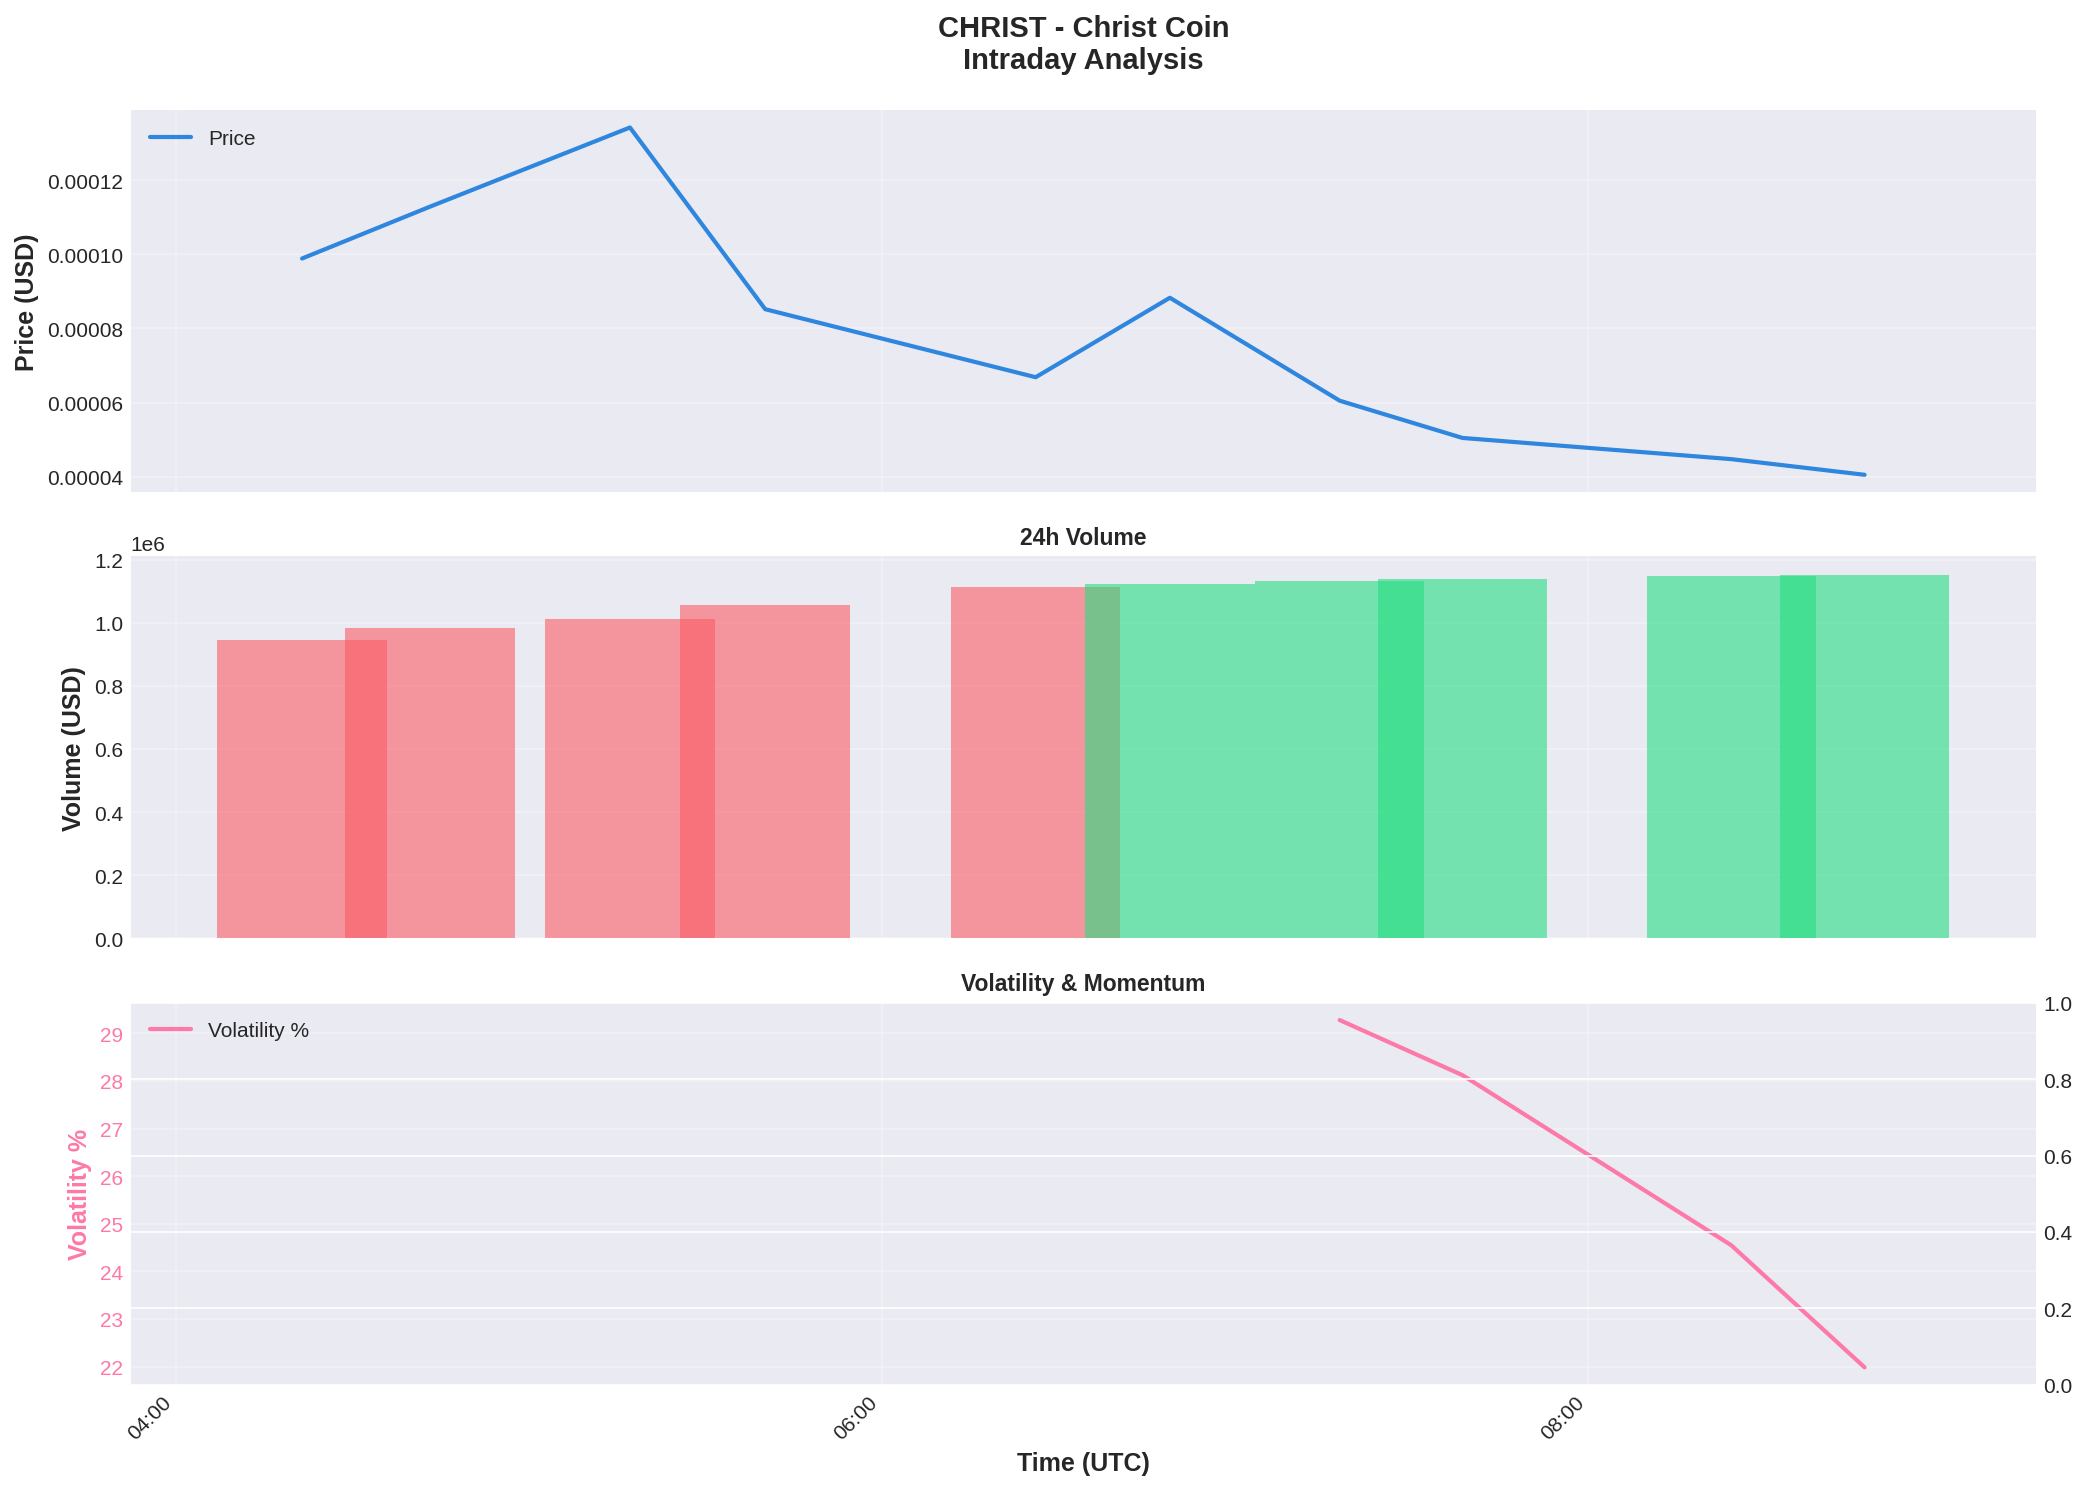 CHRIST - Christ Coin
Intraday Analysis
Price
Price (USD)
0.00012
0.00010
0.00008
0.00006
0.00004
24h Volume
1e6
Volume (USD)
1.2
1.0
0.8
0.6
0.4
0.2
0.0
Volatility & Momentum
Volatility %
Volatility %
29
28
27
26
25
24
23
22
1.0
0.8
0.6
0.4
0.2
0.0
04:00
06:00
08:00
Time (UTC)